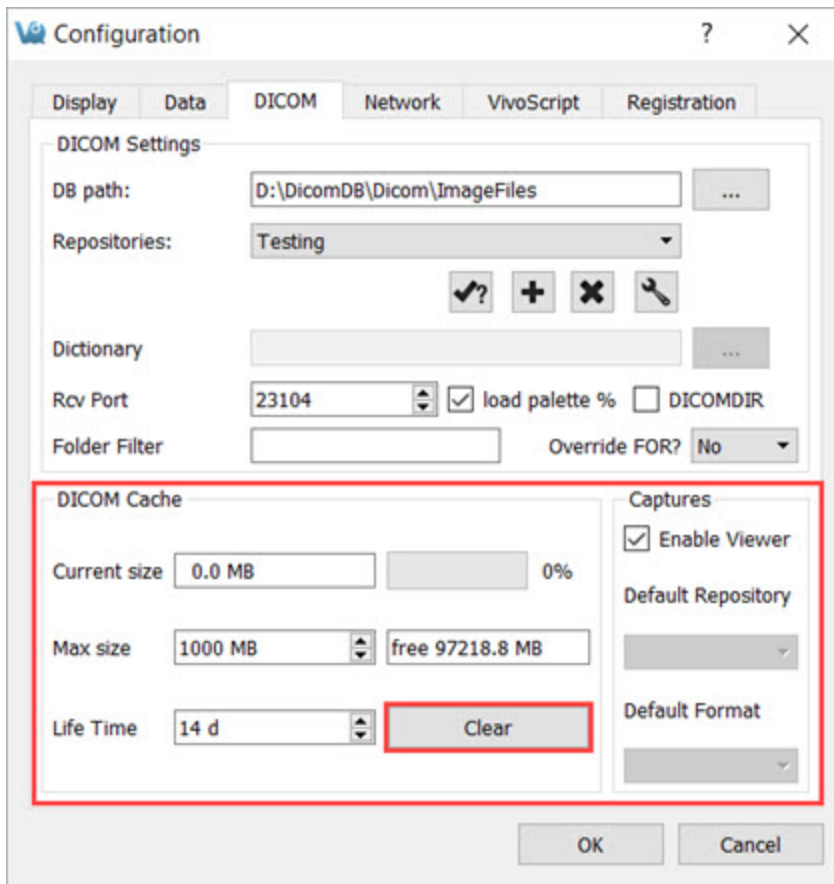 Configuration ?
Display Data DICOM Network VivoScript Registration
DICOM Settings
DB path: D:\DicomDB\Dicom\ImageFiles ...
Repositories: Testing
?
Dictionary ...
Rcv Port 23104 load palette % DICOMDIR
Folder Filter Override FOR? No
DICOM Cache
Current size 0.0 MB 0%
Max size 1000 MB free 97218.8 MB
Life Time 14 d Clear
Captures
Enable Viewer
Default Repository
Default Format
OK Cancel